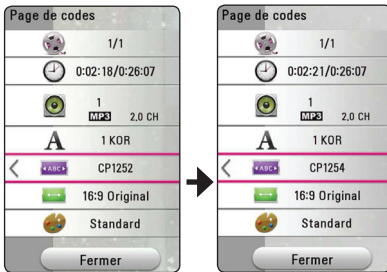 Page de codes
1/1
0:02:18/0:26:07
1
MP3 2,0 CH
A 1 KOR
ABC CP1252
16:9 Original
Standard
Fermer
Page de codes
1/1
0:02:21/0:26:07
1
MP3 2,0 CH
A 1 KOR
ABC CP1254
16:9 Original
Standard
Fermer